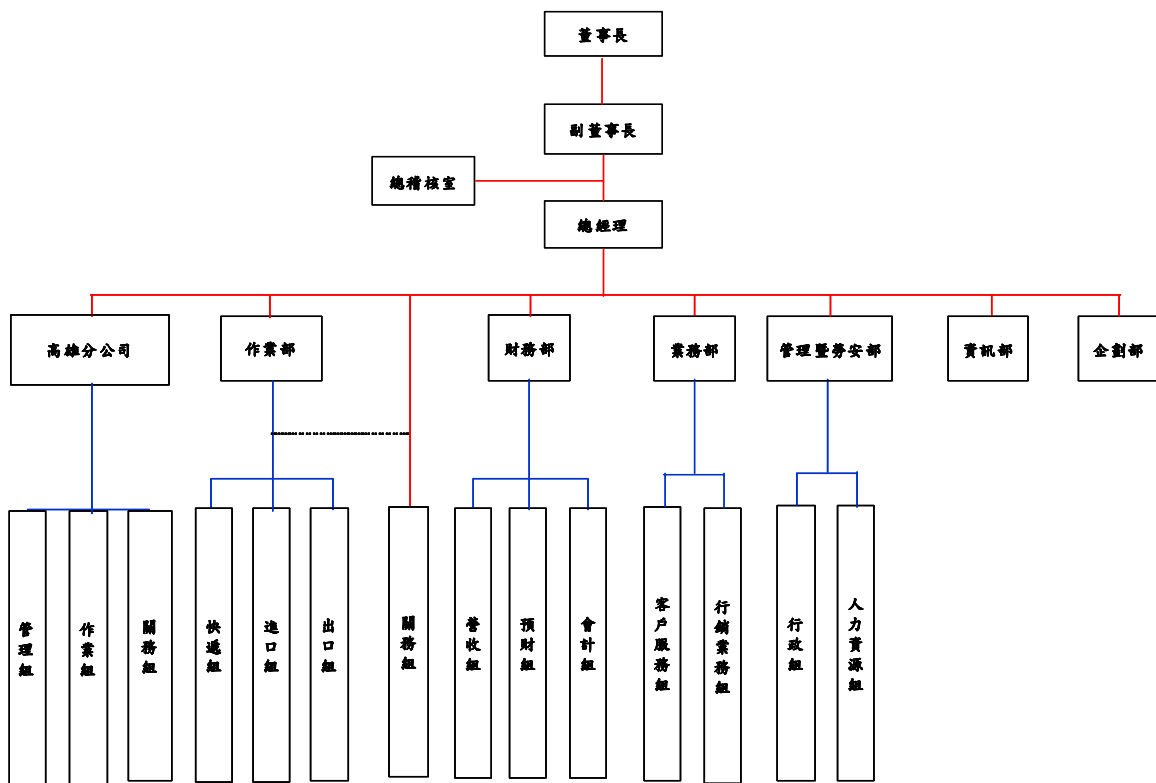 董事長
副董事長
總稽核室
總經理
高雄分公司
作業部
財務部
業務部
管理暨勞安部
資訊部
企劃部
管理組
作業組
關務組
快遞組
進口組
出口組
關務組
營收組
預財組
會計組
客戶服務組
行銷業務組
行政組
人力資源組